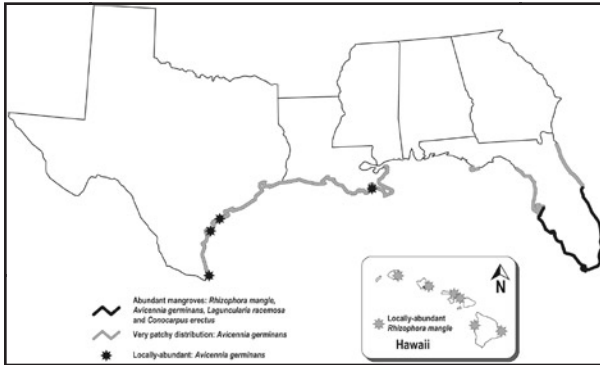 Abundant mangroves: Rhizophora mangle,
Avicennia germinans, Laguncularia racemosa
and Conocarpus erectus
Very patchy distribution: Avicennia germinans
Locally-abundant: Avicennia germinans
N
Locally-abundant
Rhizophora mangle
Hawaii